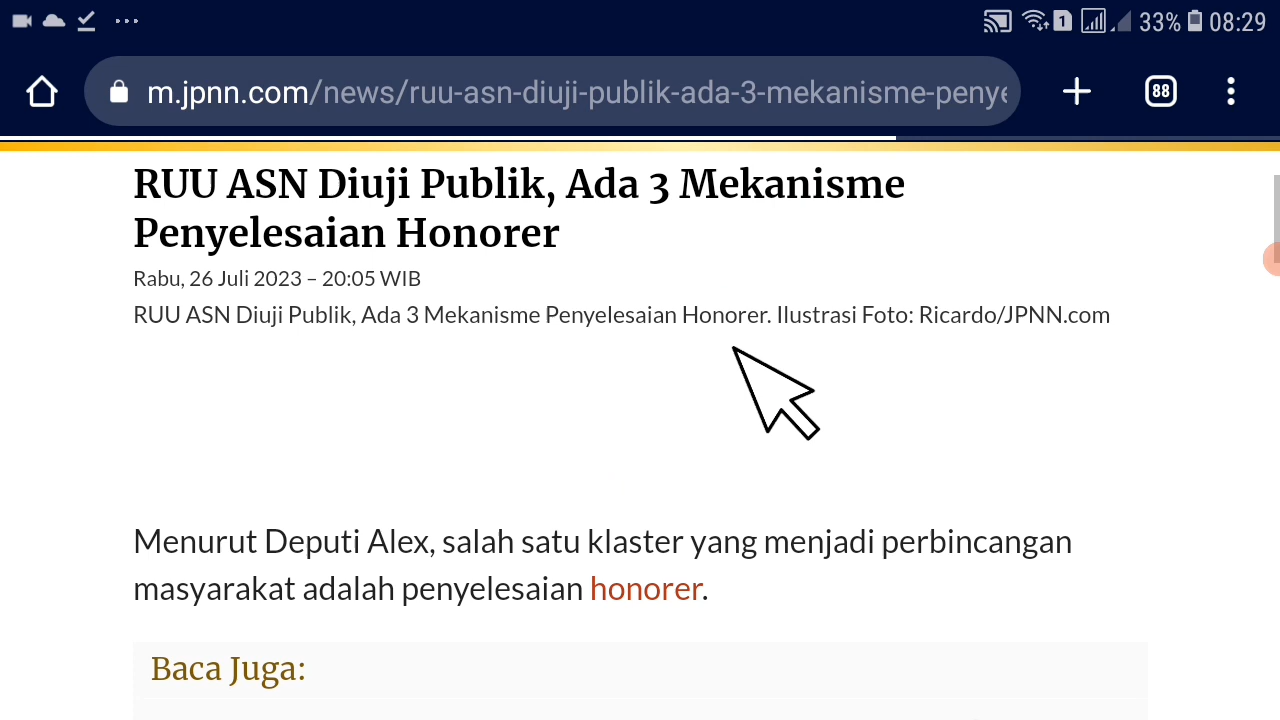 33% 08:29
m.jpnn.com/news/ruu-asn-diuji-publik-ada-3-mekanisme-penye
88
RUU ASN Diuji Publik, Ada 3 Mekanisme
Penyelesaian Honorer
Rabu, 26 Juli 2023 – 20:05 WIB
RUU ASN Diuji Publik, Ada 3 Mekanisme Penyelesaian Honorer. Ilustrasi Foto: Ricardo/JPNN.com
Menurut Deputi Alex, salah satu klaster yang menjadi perbincangan
masyarakat adalah penyelesaian honorer.
Baca Juga: